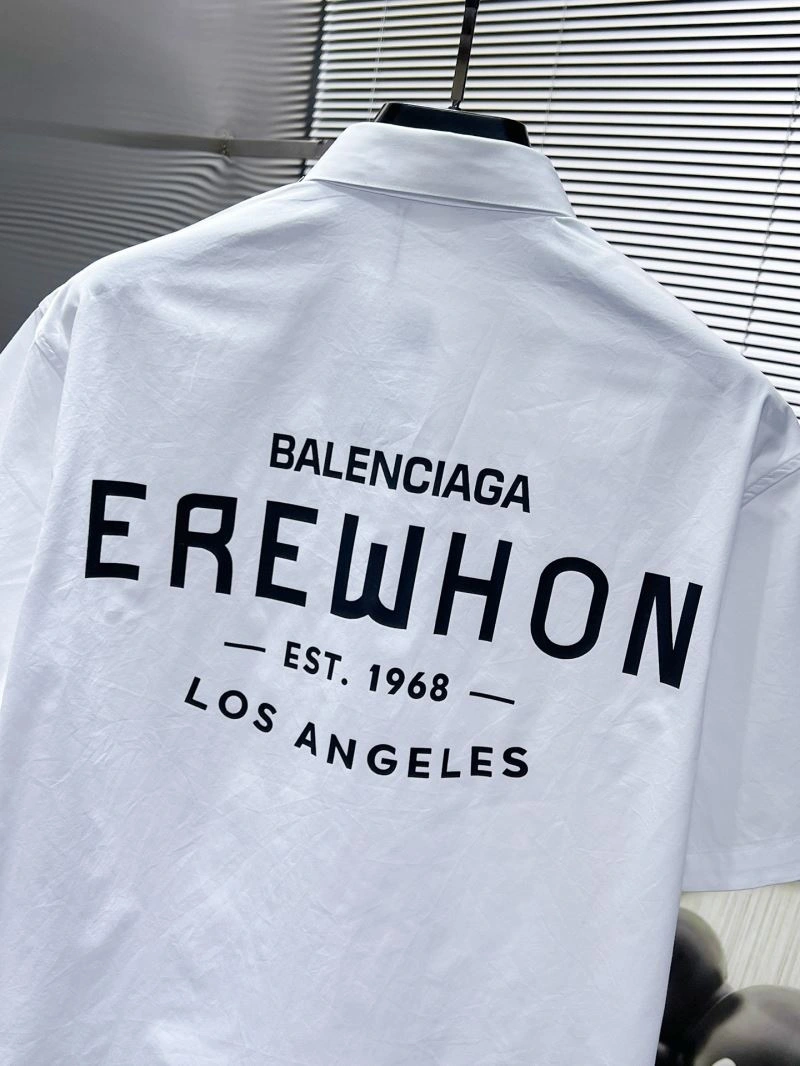 BALENCIAGA
EREWHON
— EST. 1968 —
LOS ANGELES